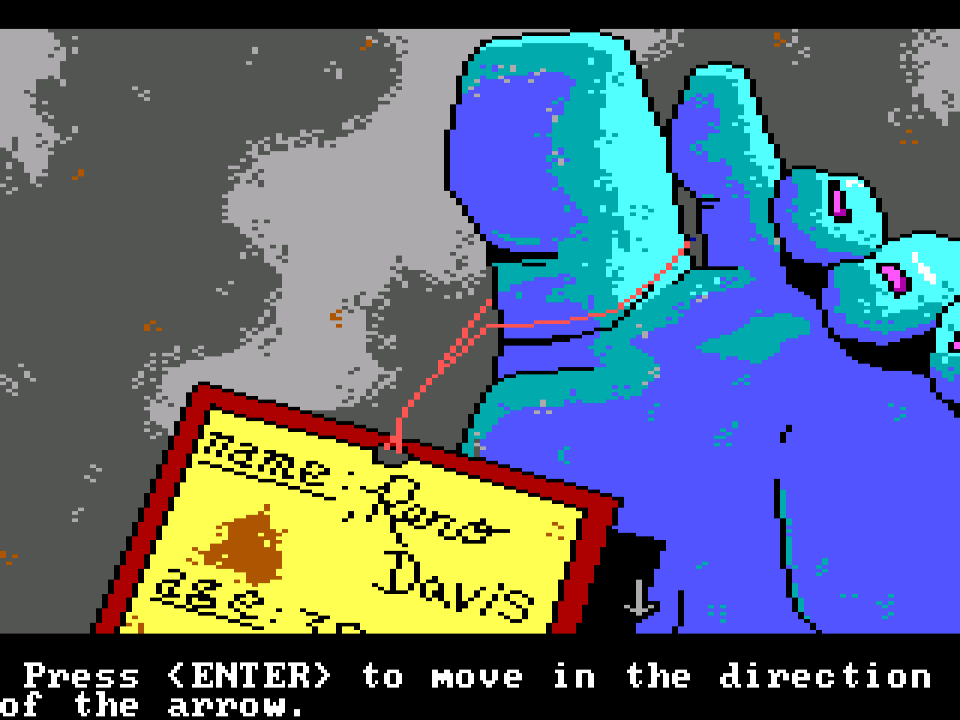 name: Reno
Davis
age:
Press <ENTER> to move in the direction
of the arrow.